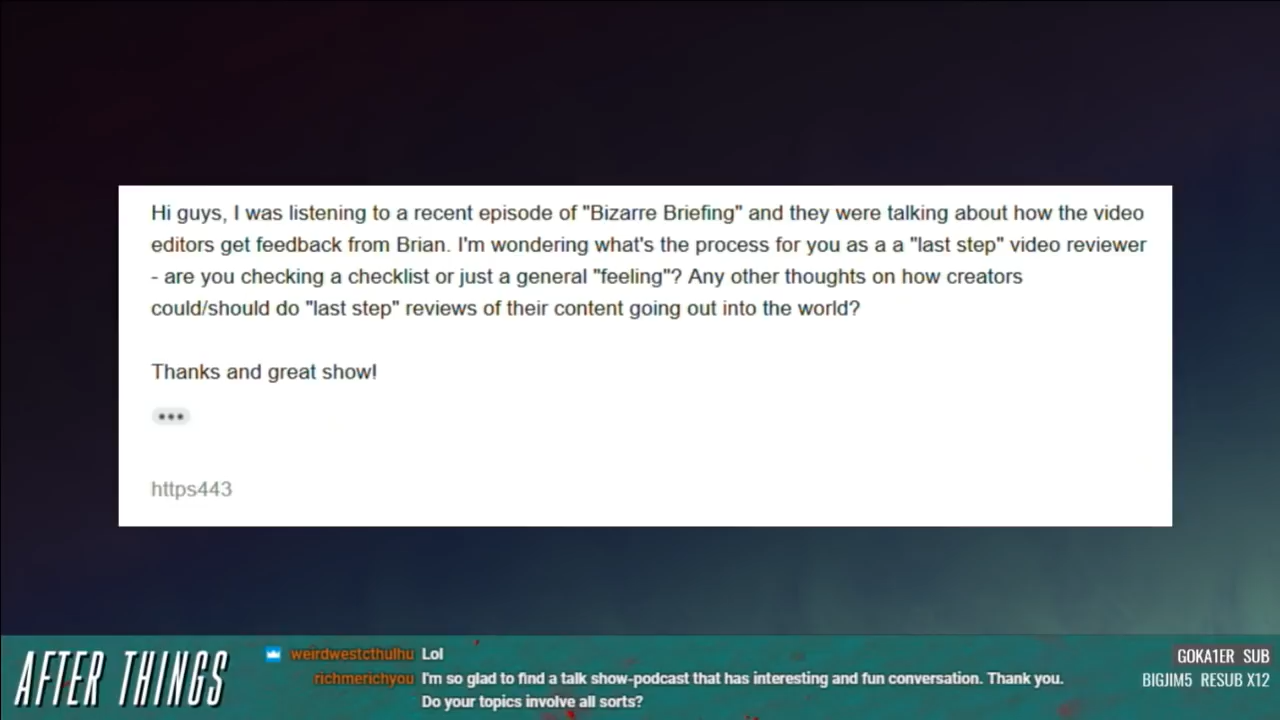 Hi guys, I was listening to a recent episode of "Bizarre Briefing" and they were talking about how the video
editors get feedback from Brian. I'm wondering what's the process for you as a a "last step" video reviewer
- are you checking a checklist or just a general "feeling"? Any other thoughts on how creators
could/should do "last step" reviews of their content going out into the world?
Thanks and great show!
https443
AFTER THINGS
weirdwestcthulhu Lol
richmerichyou I'm so glad to find a talk show-podcast that has interesting and fun conversation. Thank you.
Do your topics involve all sorts?
GOKA1ER SUB
BIGJIM5 RESUB X12